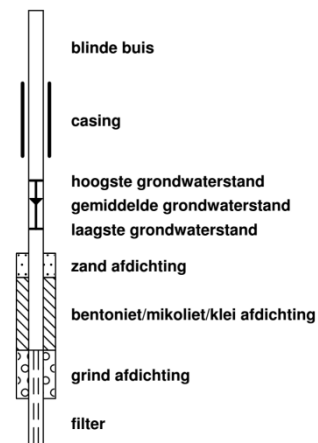 blinde buis
casing
hoogste grondwaterstand
gemiddelde grondwaterstand
laagste grondwaterstand
zand afdichting
bentoniet/mikoliet/klei afdichting
grind afdichting
filter